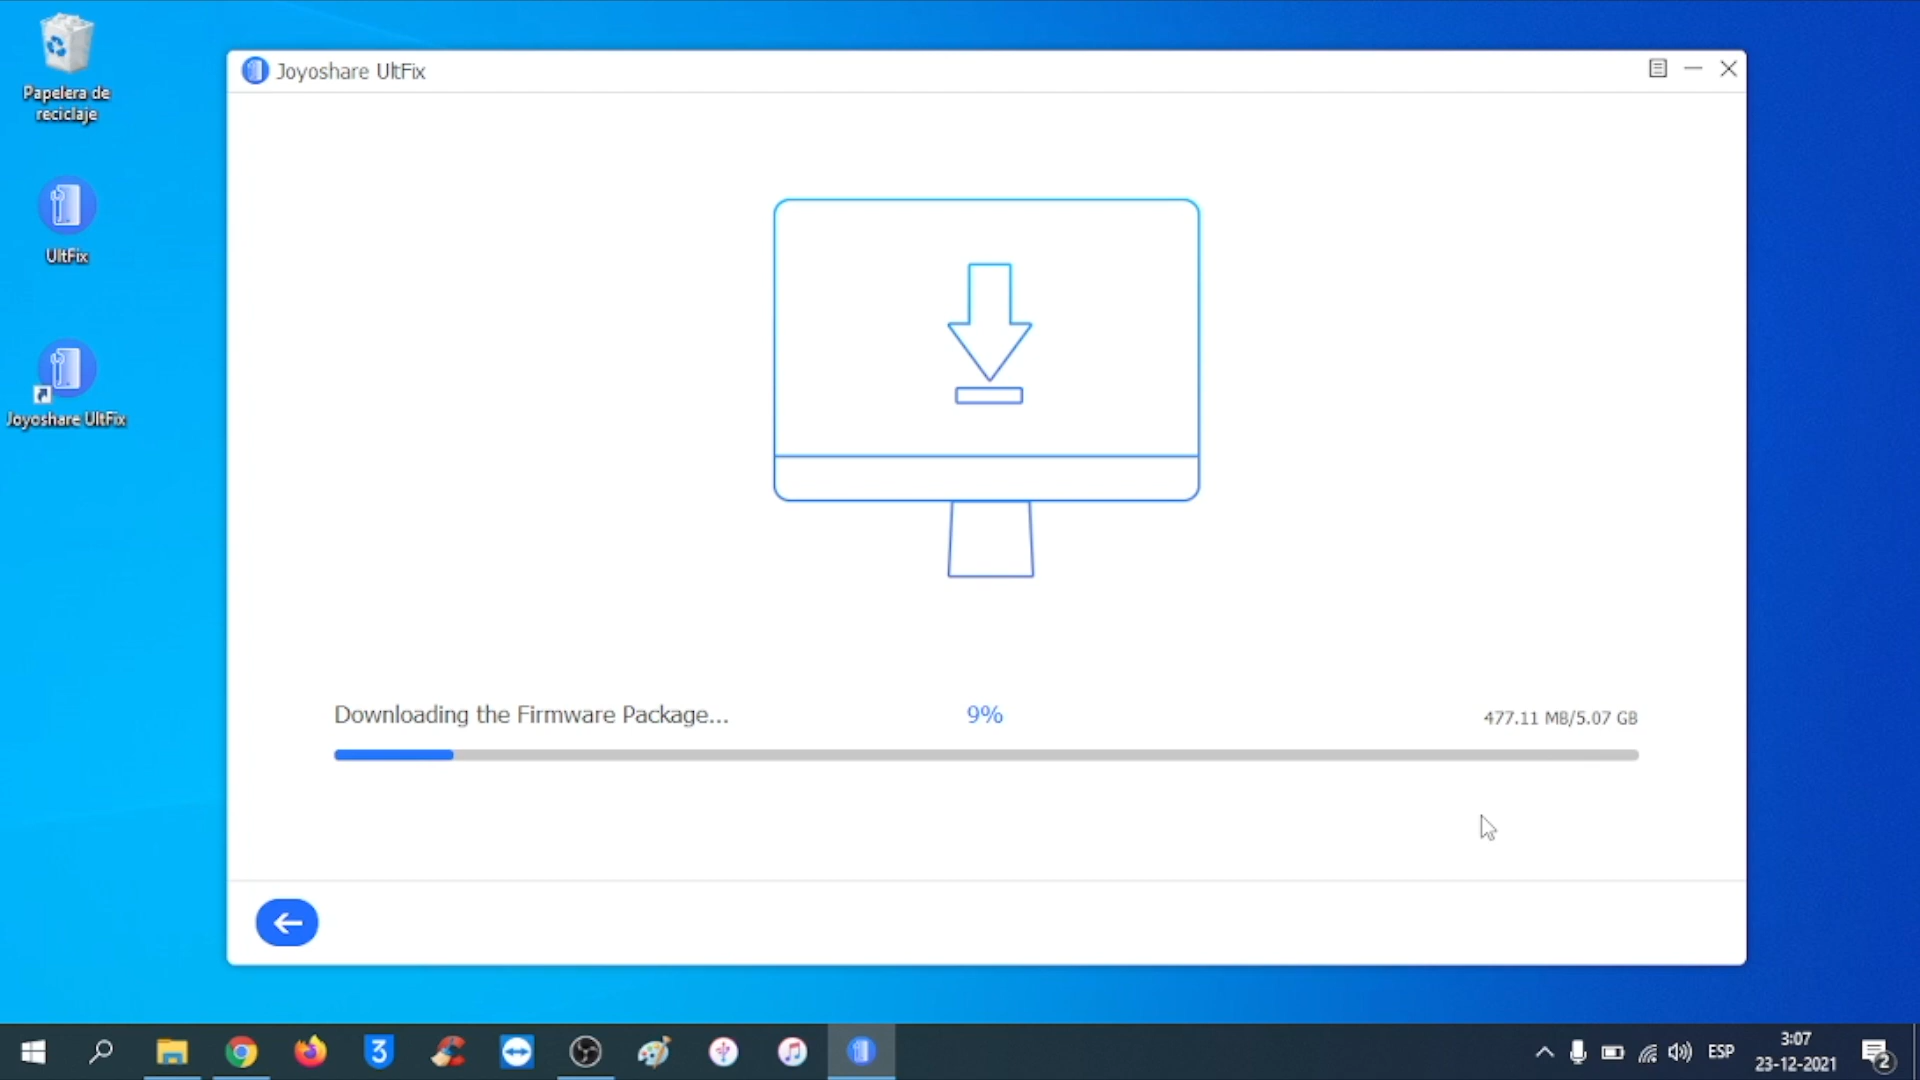 Papelera de
reciclaje
UltFix
Joyoshare UltFix
Joyoshare UltFix
Downloading the Firmware Package...
9%
477.11 MB/5.07 GB
3
ESP
3:07
23-12-2021
2